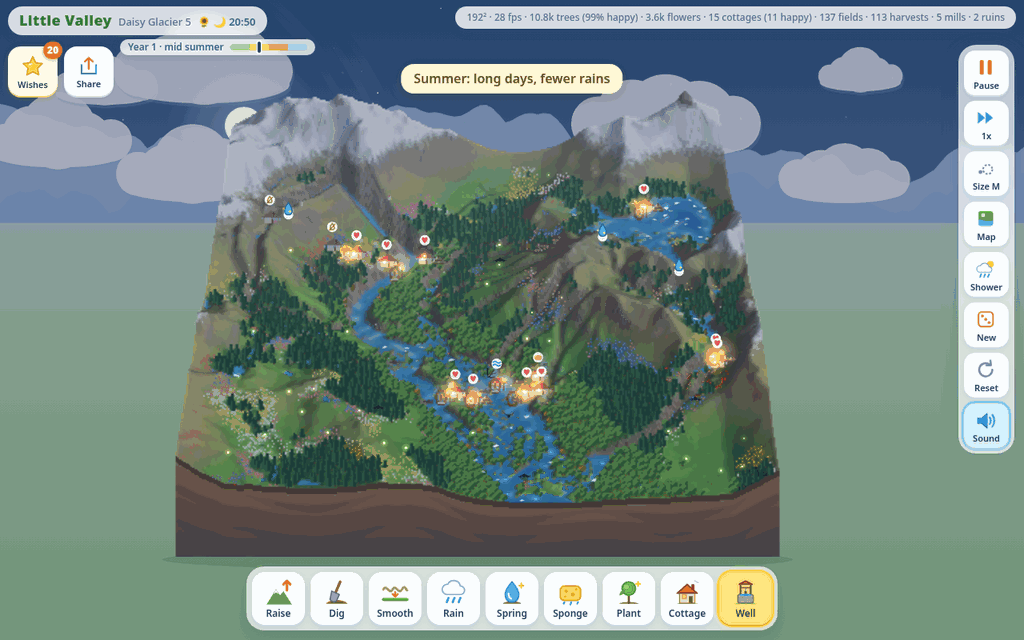 Little Valley Daisy Glacier 5 🌻 🌙 20:50
192² · 28 fps · 10.8k trees (99% happy) · 3.6k flowers · 15 cottages (11 happy) · 137 fields · 113 harvests · 5 mills · 2 ruins
Year 1 · mid summer
20
Wishes
Share
Summer: long days, fewer rains
Pause
1x
Size M
Map
Shower
New
Reset
Sound
Raise
Dig
Smooth
Rain
Spring
Sponge
Plant
Cottage
Well